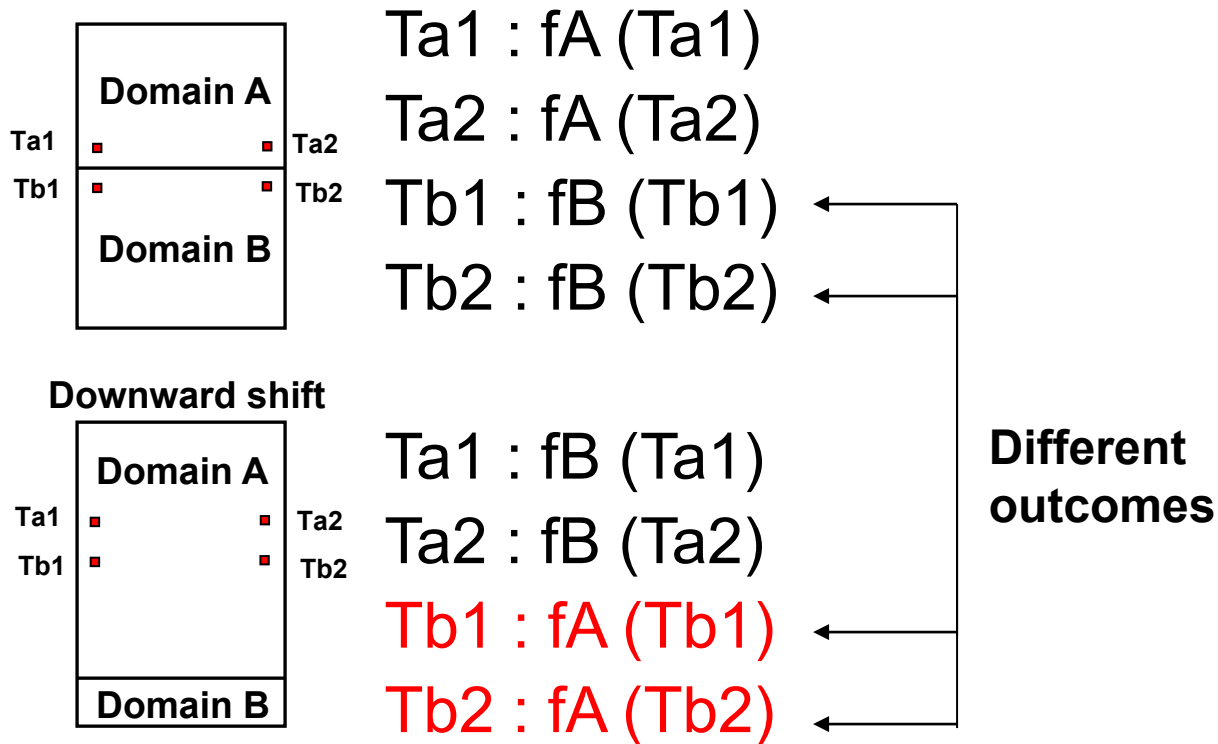 Domain A
Ta1
Ta2
Tb1
Tb2
Domain B
Ta1 : fA (Ta1)
Ta2 : fA (Ta2)
Tb1 : fB (Tb1)
Tb2 : fB (Tb2)
Downward shift
Domain A
Ta1
Ta2
Tb1
Tb2
Domain B
Ta1 : fB (Ta1)
Ta2 : fB (Ta2)
Tb1 : fA (Tb1)
Tb2 : fA (Tb2)
Different
outcomes